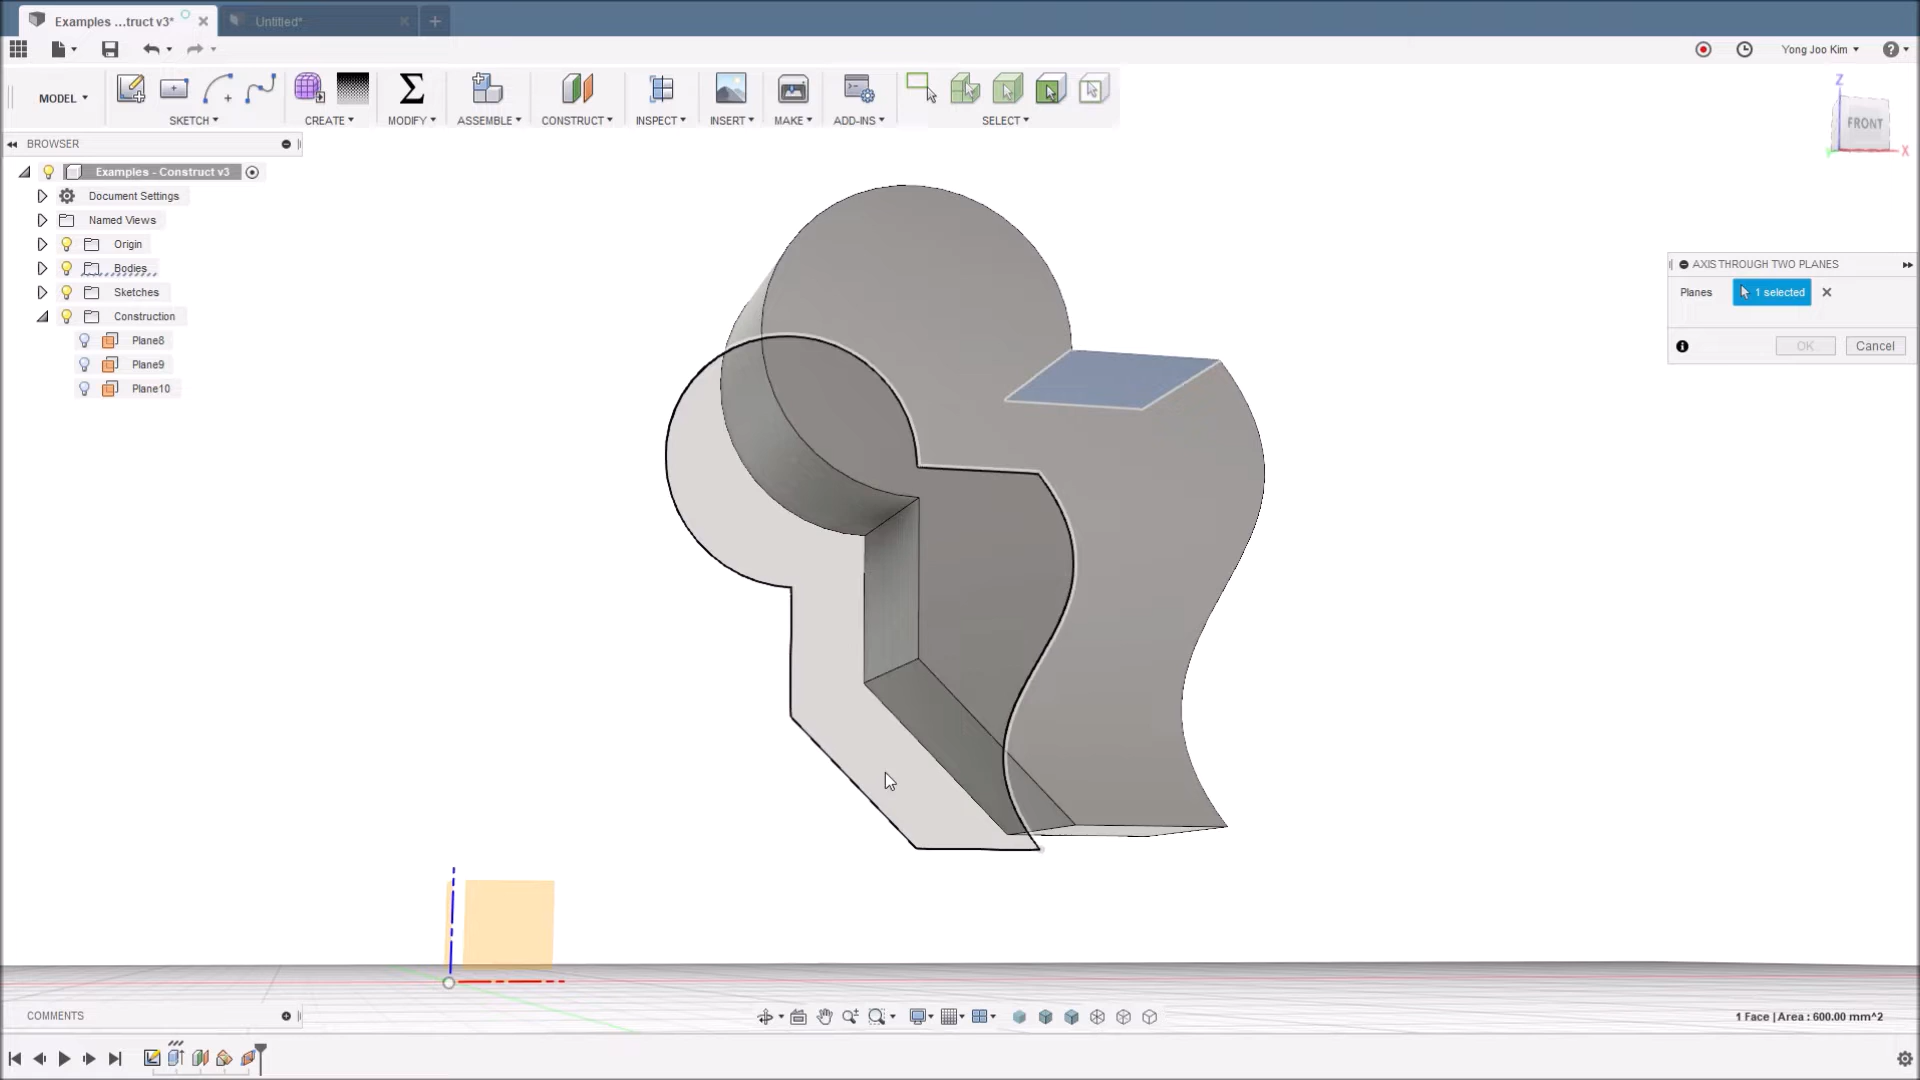 Examples ...truct v3*
Untitled*
Yong Joo Kim
MODEL
SKETCH
CREATE
MODIFY
ASSEMBLE
CONSTRUCT
INSPECT
INSERT
MAKE
ADD-INS
SELECT
Z
FRONT
X
BROWSER
Examples - Construct v3
Document Settings
Named Views
Origin
Bodies
Sketches
Construction
Plane8
Plane9
Plane10
AXIS THROUGH TWO PLANES
Planes
1 selected
OK
Cancel
COMMENTS
1 Face | Area : 600.00 mm^2